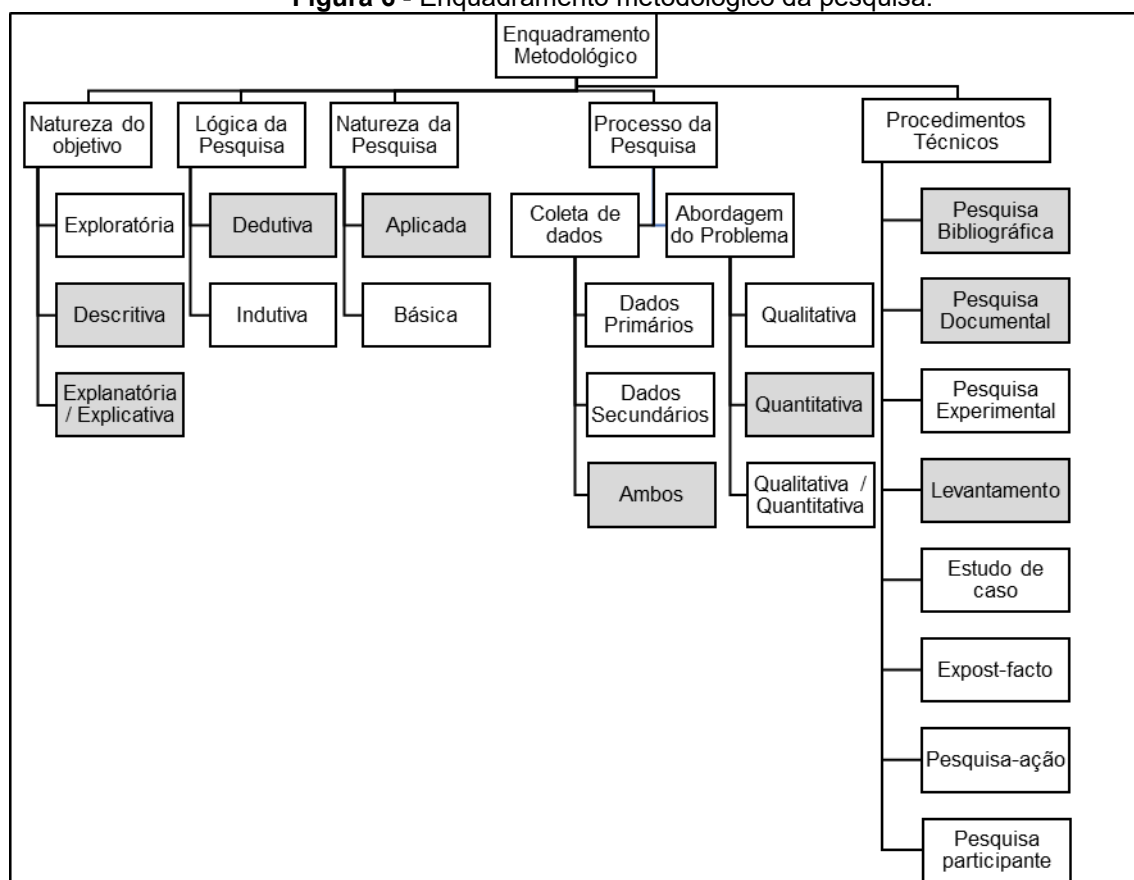 Figura 6 - Enquadramento metodológico da pesquisa.
Enquadramento
Metodológico
Natureza do
objetivo
Lógica da
Pesquisa
Natureza da
Pesquisa
Processo da
Pesquisa
Procedimentos
Técnicos
Exploratória
Descritiva
Explanatória
/ Explicativa
Dedutiva
Indutiva
Aplicada
Básica
Coleta de
dados
Abordagem
do Problema
Dados
Primários
Dados
Secundários
Ambos
Qualitativa
Quantitativa
Qualitativa /
Quantitativa
Pesquisa
Bibliográfica
Pesquisa
Documental
Pesquisa
Experimental
Levantamento
Estudo de
caso
Expost-facto
Pesquisa-ação
Pesquisa
participante